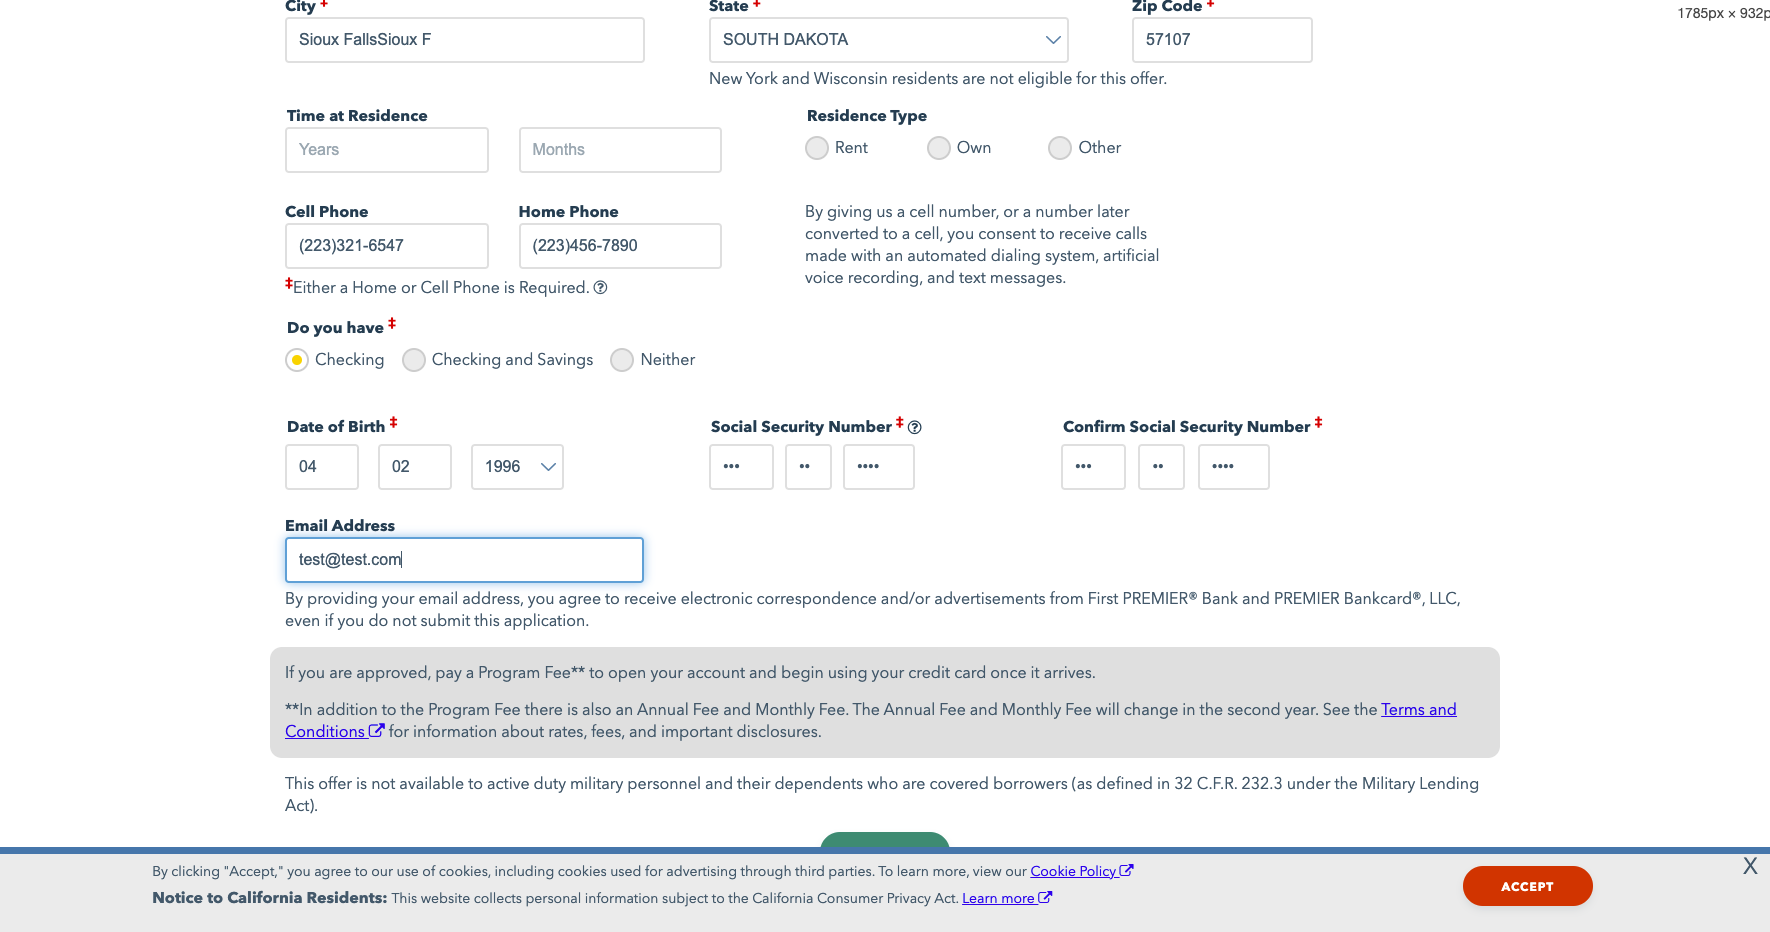 City ‡ State ‡ Zip Code ‡
1785px × 932p
Sioux FallsSioux F SOUTH DAKOTA 57107
New York and Wisconsin residents are not eligible for this offer.
Time at Residence Residence Type
Years Months Rent Own Other
Cell Phone Home Phone
(223)321-6547 (223)456-7890
By giving us a cell number, or a number later
converted to a cell, you consent to receive calls
made with an automated dialing system, artificial
voice recording, and text messages.
‡Either a Home or Cell Phone is Required. ?
Do you have ‡
Checking Checking and Savings Neither
Date of Birth ‡ Social Security Number ‡ ? Confirm Social Security Number ‡
04 02 1996 ••• •• •••• ••• •• ••••
Email Address
test@test.com
By providing your email address, you agree to receive electronic correspondence and/or advertisements from First PREMIER® Bank and PREMIER Bankcard®, LLC,
even if you do not submit this application.
If you are approved, pay a Program Fee** to open your account and begin using your credit card once it arrives.
**In addition to the Program Fee there is also an Annual Fee and Monthly Fee. The Annual Fee and Monthly Fee will change in the second year. See the Terms and
Conditions for information about rates, fees, and important disclosures.
This offer is not available to active duty military personnel and their dependents who are covered borrowers (as defined in 32 C.F.R. 232.3 under the Military Lending
Act).
By clicking "Accept," you agree to our use of cookies, including cookies used for advertising through third parties. To learn more, view our Cookie Policy
Notice to California Residents: This website collects personal information subject to the California Consumer Privacy Act. Learn more
ACCEPT
X